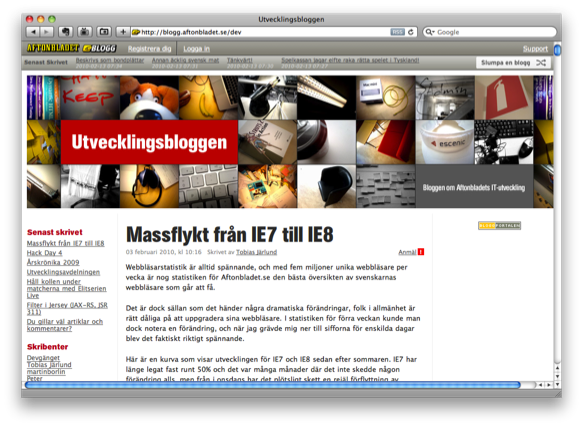 Utvecklingsbloggen
http://blogg.aftonbladet.se/dev
RSS
Google
AFTONBLADET BLOGG Registrera dig Logga in Support
Senast Skrivet
Beskriva som bordsrätter
Annan äcklig svensk mat
Tänkvärt!
Spelkassen jagar efter raka rätta spelet i Tyskland!
Slumpa en blogg
KEEP
escenic
Utvecklingsbloggen
Bloggen om Aftonbladets IT-utveckling
Senast skrivet
Massflykt från IE7 till IE8
Hack Day 4
Årskrönika 2009
Utvecklingsavdelningen
Håll kollen under
matcherna med Elitserien
Live
Filter i Jersey (JAX-RS, JSR
311)
Du gillar väl artiklar och
kommentarer?
Skribenter
Devgänget
Tobias Järlund
martinborlin
Peter
Massflykt från IE7 till IE8
03 februari 2010, kl 10:16 Skrivet av Tobias Järlund Anmäl
Webbläsarstatistik är alltid spännande, och med fem miljoner unika webbläsare per
vecka är nog statistiken för Aftonbladet.se den bästa översikten av svenskarnas
webbläsare som går att få.
Det är dock sällan som det händer några dramatiska förändringar, folk i allmänhet är
rätt dåliga på att uppgradera sina webbläsare. I statistiken för förra veckan kunde man
dock notera en förändring, och när jag grävde mig ner till sifforna för enskilda dagar
blev det faktiskt riktigt spännande.
Här är en kurva som visar utvecklingen för IE7 och IE8 sedan efter sommaren. IE7 har
länge legat fast runt 50% och det var många månader där det inte skedde någon
förändring alls, men från i onsdags har det plötsligt skett en rejäl förflyttning av
BLOGGPORTALEN